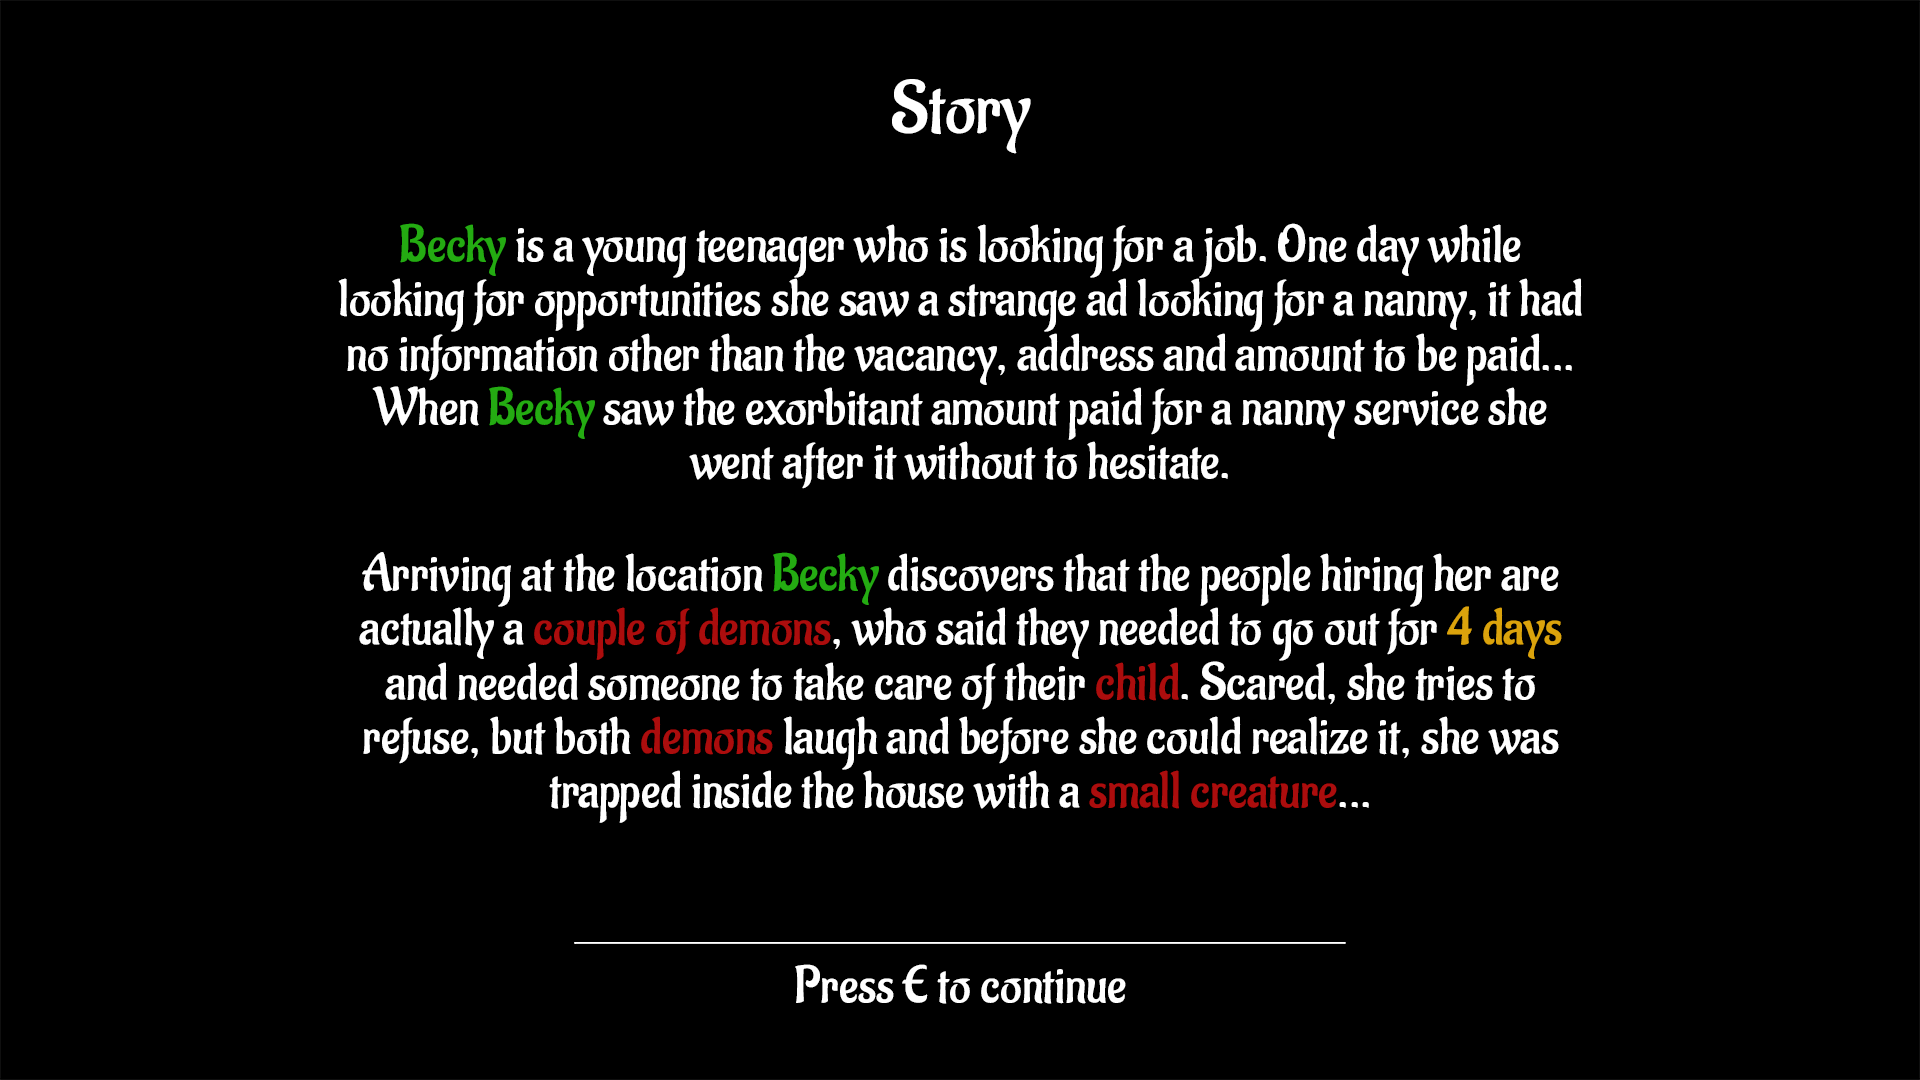 Story
Becky is a young teenager who is looking for a job. One day while
looking for opportunities she saw a strange ad looking for a nanny, it had
no information other than the vacancy, address and amount to be paid...
When Becky saw the exorbitant amount paid for a nanny service she
went after it without to hesitate.
Arriving at the location Becky discovers that the people hiring her are
actually a couple of demons, who said they needed to go out for 4 days
and needed someone to take care of their child. Scared, she tries to
refuse, but both demons laugh and before she could realize it, she was
trapped inside the house with a small creature...
Press E to continue